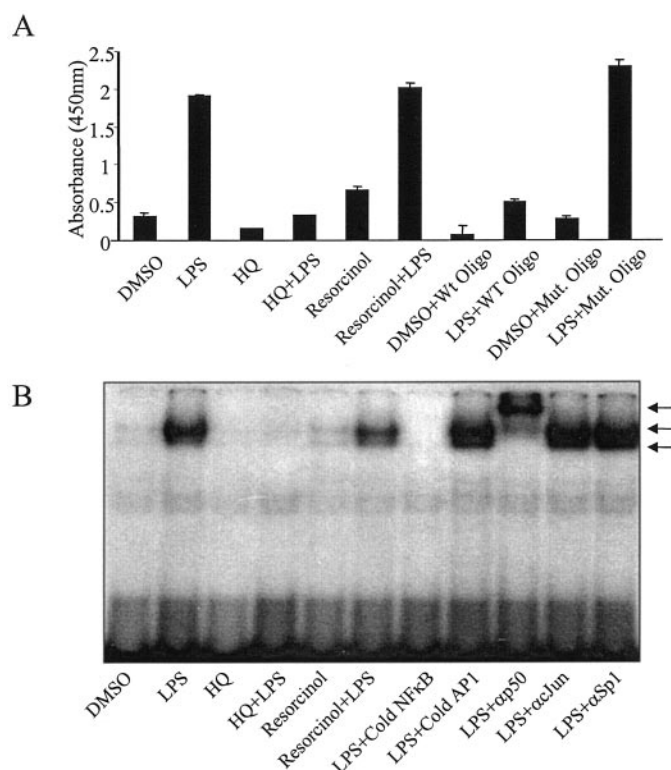 A
Absorbance (450nm)
2.5
2
1.5
1
0.5
0
DMSO
LPS
HQ
HQ+LPS
Resorcinol
Resorcinol+LPS
DMSO+Wt Oligo
LPS+WT Oligo
DMSO+Mut. Oligo
LPS+Mut. Oligo
B
DMSO
LPS
HQ
HQ+LPS
Resorcinol
Resorcinol+LPS
LPS+Cold NFκB
LPS+Cold AP1
LPS+αp50
LPS+αcJun
LPS+αSp1